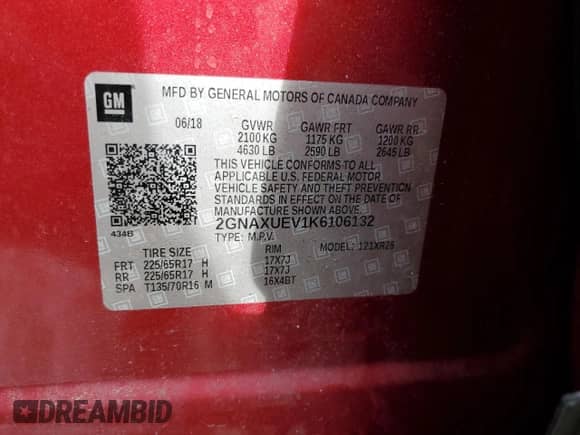 GM
MFD BY GENERAL MOTORS OF CANADA COMPANY
06/18 GVWR GAWR FRT GAWR RR
2100 KG 1175 KG 1200 KG
4630 LB 2590 LB 2645 LB
THIS VEHICLE CONFORMS TO ALL
APPLICABLE U.S. FEDERAL MOTOR
VEHICLE SAFETY AND THEFT PREVENTION
STANDARDS IN EFFECT ON THE DATE OF
MANUFACTURE SHOWN ABOVE.
434B 2GNAXUEV1K6106132
TYPE: M.P.V. MODEL: 1Z1XR26
TIRE SIZE RIM
FRT 225/65R17 H 17X7J
RR 225/65R17 H 17X7J
SPA T135/70R16 M 16X4BT
DREAMBID